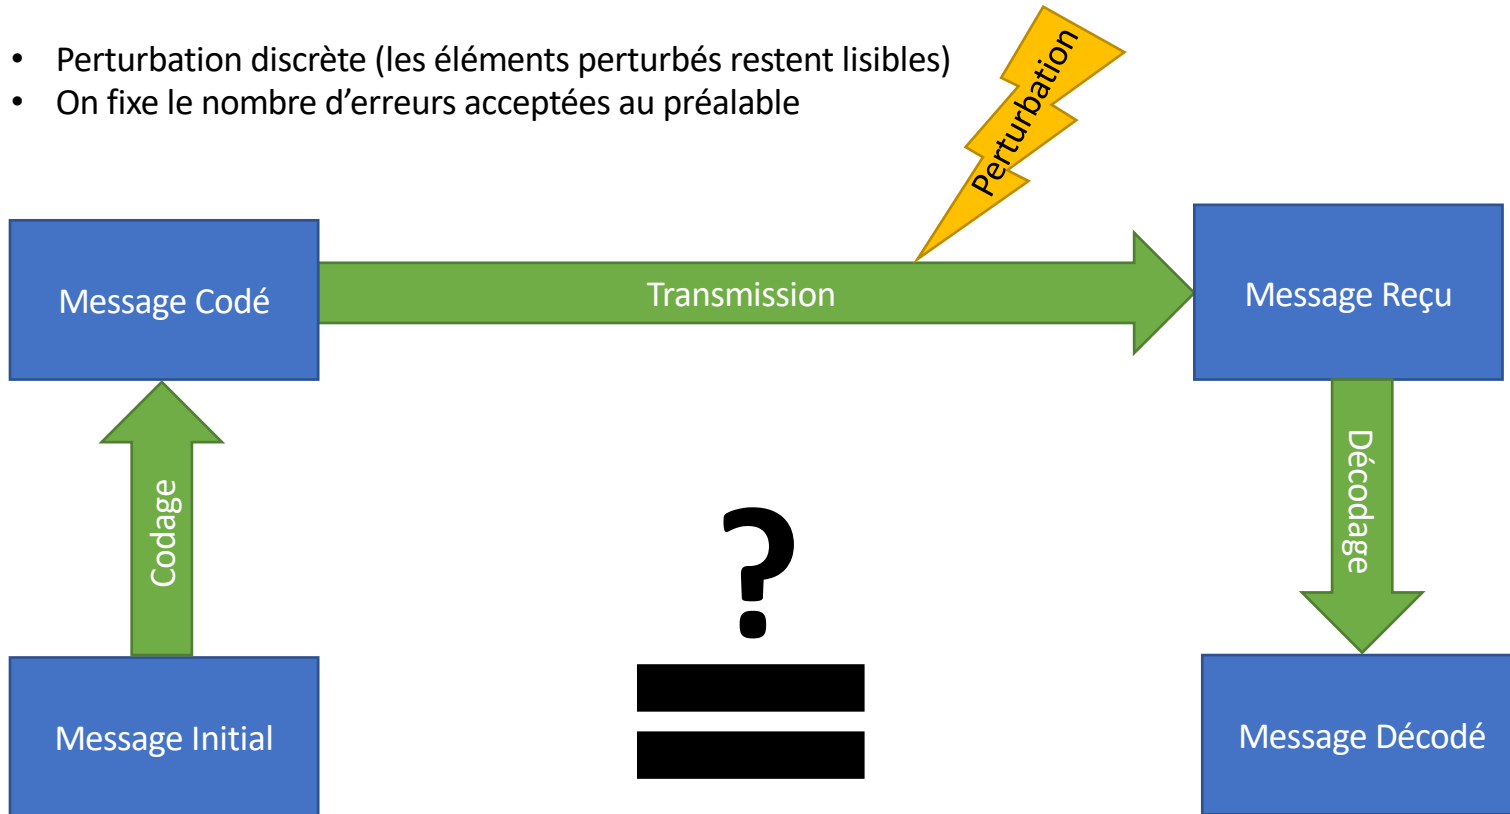 • Perturbation discrète (les éléments perturbés restent lisibles)
• On fixe le nombre d’erreurs acceptées au préalable
Perturbation
Message Codé
Transmission
Message Reçu
Codage
Décodage
?
Message Initial
Message Décodé